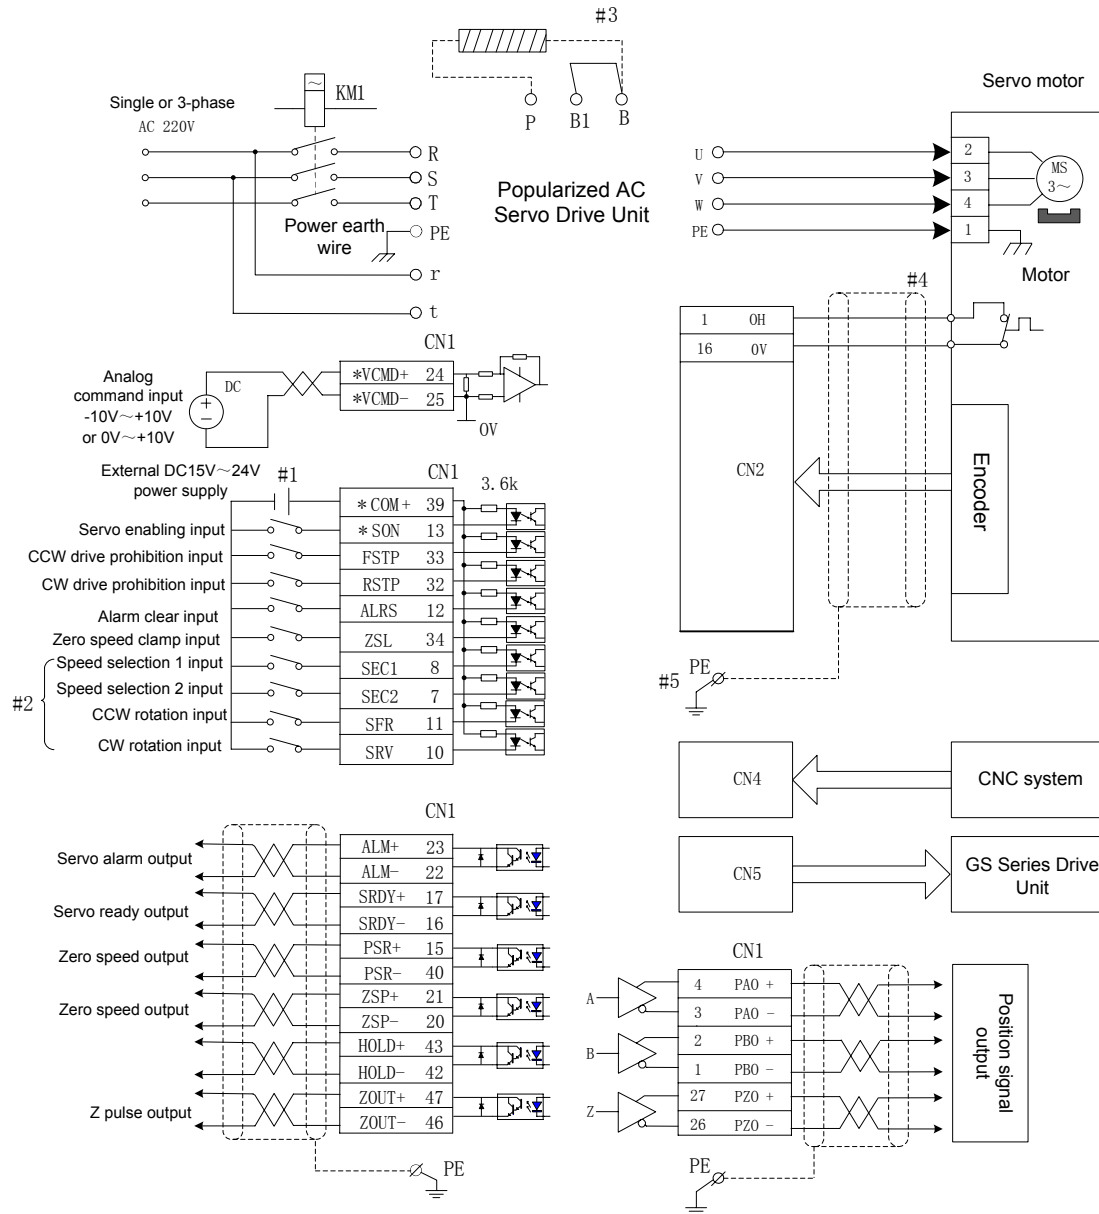 #3
KM1
Single or 3-phase
AC 220V
P
B1
B
R
S
T
Power earth
wire
PE
r
t
Popularized AC
Servo Drive Unit
Servo motor
U
V
W
PE
2
3
4
1
MS
3～
Motor
#4
1 OH
16 0V
CN2
Encoder
#5
PE
CN1
Analog
command input
-10V～+10V
or 0V～+10V
DC
+
−
*VCMD+ 24
*VCMD- 25
0V
External DC15V～24V
power supply
#1
CN1
3.6k
Servo enabling input
CCW drive prohibition input
CW drive prohibition input
Alarm clear input
Zero speed clamp input
Speed selection 1 input
Speed selection 2 input
CCW rotation input
CW rotation input
#2
*COM+ 39
*SON 13
FSTP 33
RSTP 32
ALRS 12
ZSL 34
SEC1 8
SEC2 7
SFR 11
SRV 10
CN4
CNC system
CN5
GS Series Drive
Unit
CN1
Servo alarm output
Servo ready output
Zero speed output
Zero speed output
Z pulse output
ALM+ 23
ALM- 22
SRDY+ 17
SRDY- 16
PSR+ 15
PSR- 40
ZSP+ 21
ZSP- 20
HOLD+ 43
HOLD- 42
ZOUT+ 47
ZOUT- 46
PE
CN1
A
B
Z
4 PAO +
3 PAO -
2 PBO +
1 PBO -
27 PZO +
26 PZO -
Position signal
output
PE